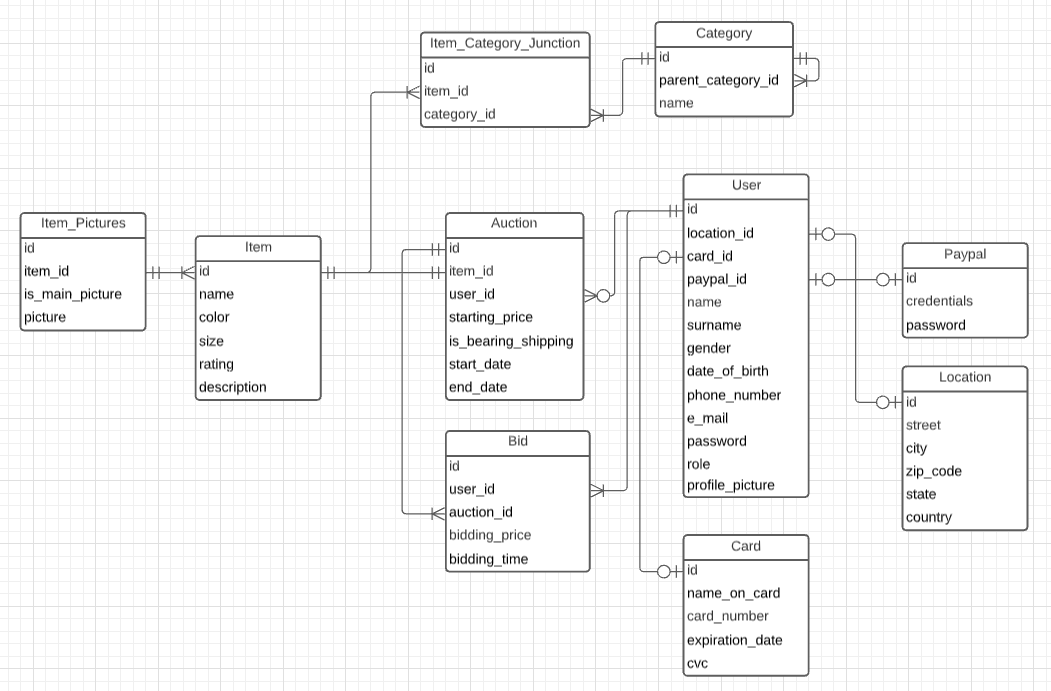 Item_Category_Junction
id
item_id
category_id
Category
id
parent_category_id
name
Item_Pictures
id
item_id
is_main_picture
picture
Item
id
name
color
size
rating
description
Auction
id
item_id
user_id
starting_price
is_bearing_shipping
start_date
end_date
Bid
id
user_id
auction_id
bidding_price
bidding_time
User
id
location_id
card_id
paypal_id
name
surname
gender
date_of_birth
phone_number
e_mail
password
role
profile_picture
Card
id
name_on_card
card_number
expiration_date
cvc
Paypal
id
credentials
password
Location
id
street
city
zip_code
state
country